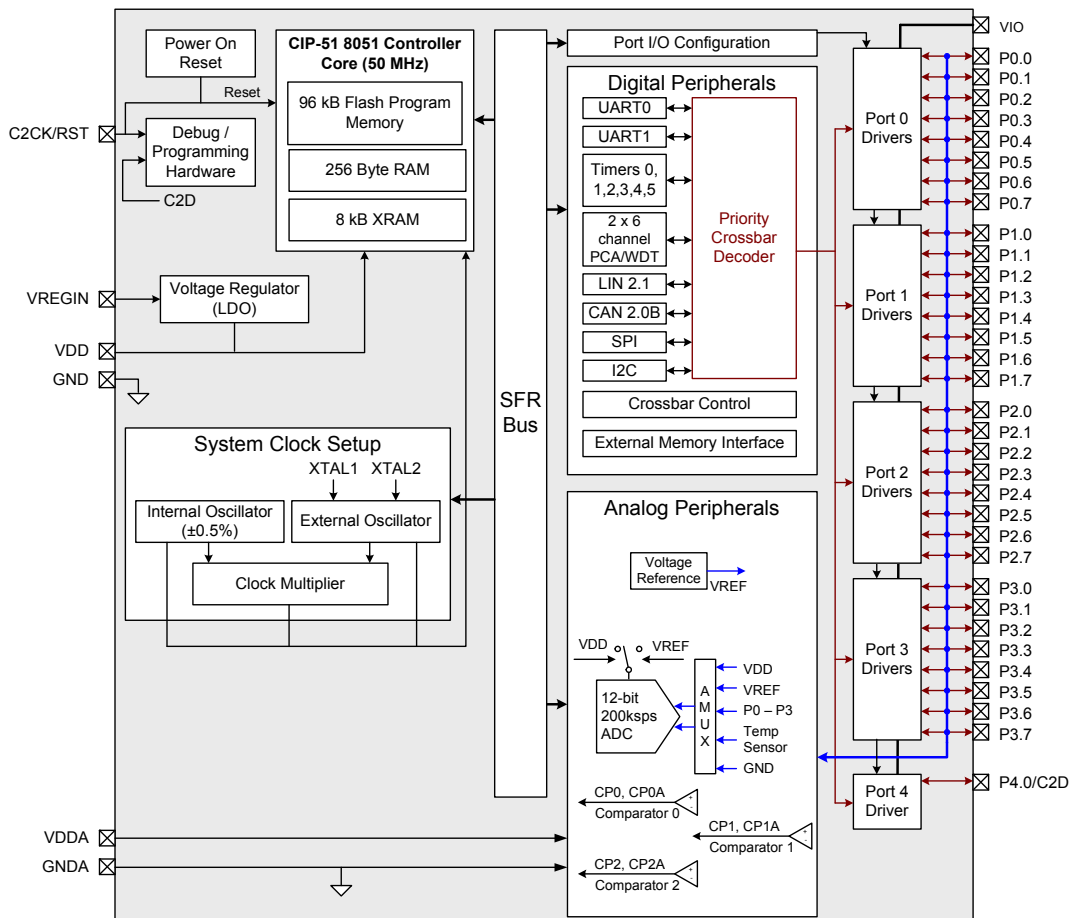 Power On
Reset
Reset
C2CK/RST
Debug /
Programming
Hardware
C2D
CIP-51 8051 Controller
Core (50 MHz)
96 kB Flash Program
Memory
256 Byte RAM
8 kB XRAM
VREGIN
Voltage Regulator
(LDO)
VDD
GND
System Clock Setup
XTAL1
XTAL2
Internal Oscillator
(±0.5%)
External Oscillator
Clock Multiplier
VDDA
GNDA
SFR
Bus
Port I/O Configuration
Digital Peripherals
UART0
UART1
Timers 0,
1,2,3,4,5
2 x 6
channel
PCA/WDT
LIN 2.1
CAN 2.0B
SPI
I2C
Priority
Crossbar
Decoder
Crossbar Control
External Memory Interface
Analog Peripherals
Voltage
Reference
VREF
VDD
VREF
12-bit
200ksps
ADC
A
M
U
X
VDD
VREF
P0 – P3
Temp
Sensor
GND
CP0, CP0A
Comparator 0
CP1, CP1A
Comparator 1
CP2, CP2A
Comparator 2
Port 0
Drivers
Port 1
Drivers
Port 2
Drivers
Port 3
Drivers
Port 4
Driver
VIO
P0.0
P0.1
P0.2
P0.3
P0.4
P0.5
P0.6
P0.7
P1.0
P1.1
P1.2
P1.3
P1.4
P1.5
P1.6
P1.7
P2.0
P2.1
P2.2
P2.3
P2.4
P2.5
P2.6
P2.7
P3.0
P3.1
P3.2
P3.3
P3.4
P3.5
P3.6
P3.7
P4.0/C2D